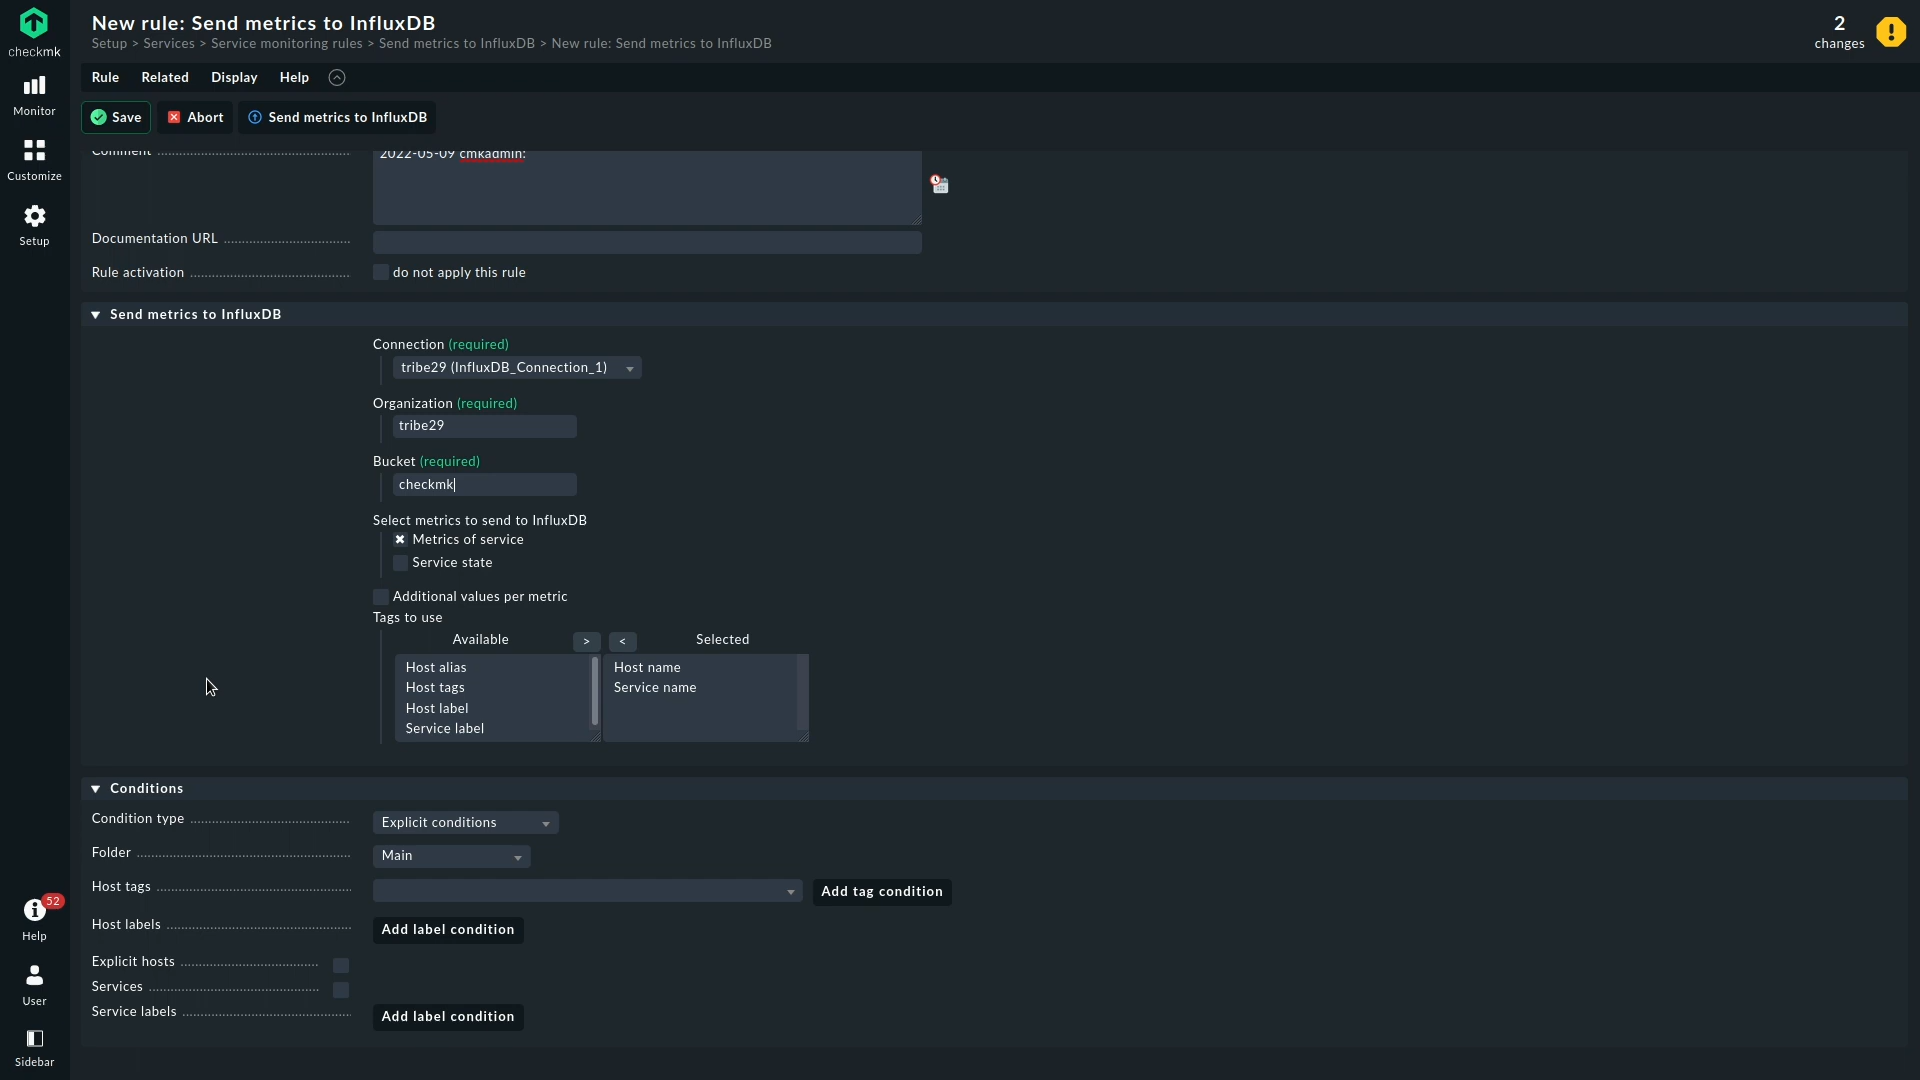 New rule: Send metrics to InfluxDB
Setup > Services > Service monitoring rules > Send metrics to InfluxDB > New rule: Send metrics to InfluxDB
2
changes
checkmk
Monitor
Customize
Setup
Rule Related Display Help
Save Abort Send metrics to InfluxDB
Comment
2022-05-09 cmkadmin:
Documentation URL
Rule activation
do not apply this rule
Send metrics to InfluxDB
Connection (required)
tribe29 (InfluxDB_Connection_1)
Organization (required)
tribe29
Bucket (required)
checkmk
Select metrics to send to InfluxDB
Metrics of service
Service state
Additional values per metric
Tags to use
Available > < Selected
Host alias
Host tags
Host label
Service label
Host name
Service name
Conditions
Condition type
Explicit conditions
Folder
Main
Host tags
Add tag condition
Host labels
Add label condition
Explicit hosts
Services
Service labels
Add label condition
52
Help
User
Sidebar